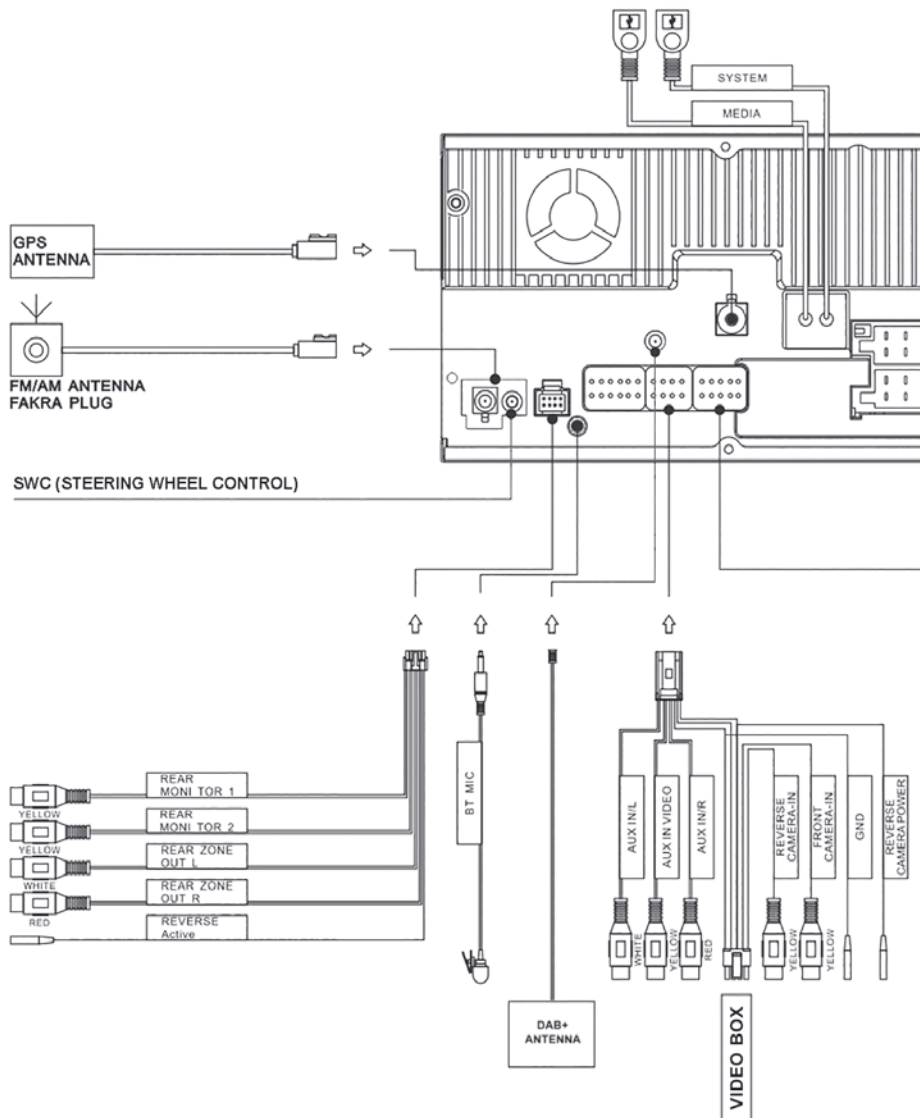 SYSTEM
MEDIA
GPS
ANTENNA
FM/AM ANTENNA
FAKRA PLUG
SWC (STEERING WHEEL CONTROL)
REAR
MONI TOR 1
YELLOW
REAR
MONI TOR 2
YELLOW
REAR ZONE
OUT L
WHITE
REAR ZONE
OUT R
RED
REVERSE
Active
BT MIC
DAB+
ANTENNA
AUX IN/L
AUX IN VIDEO
AUX IN/R
REVERSE
CAMERA-IN
FRONT
CAMERA-IN
GND
REVERSE
CAMERA POWER
WHITE
YELLOW
RED
YELLOW
YELLOW
VIDEO BOX